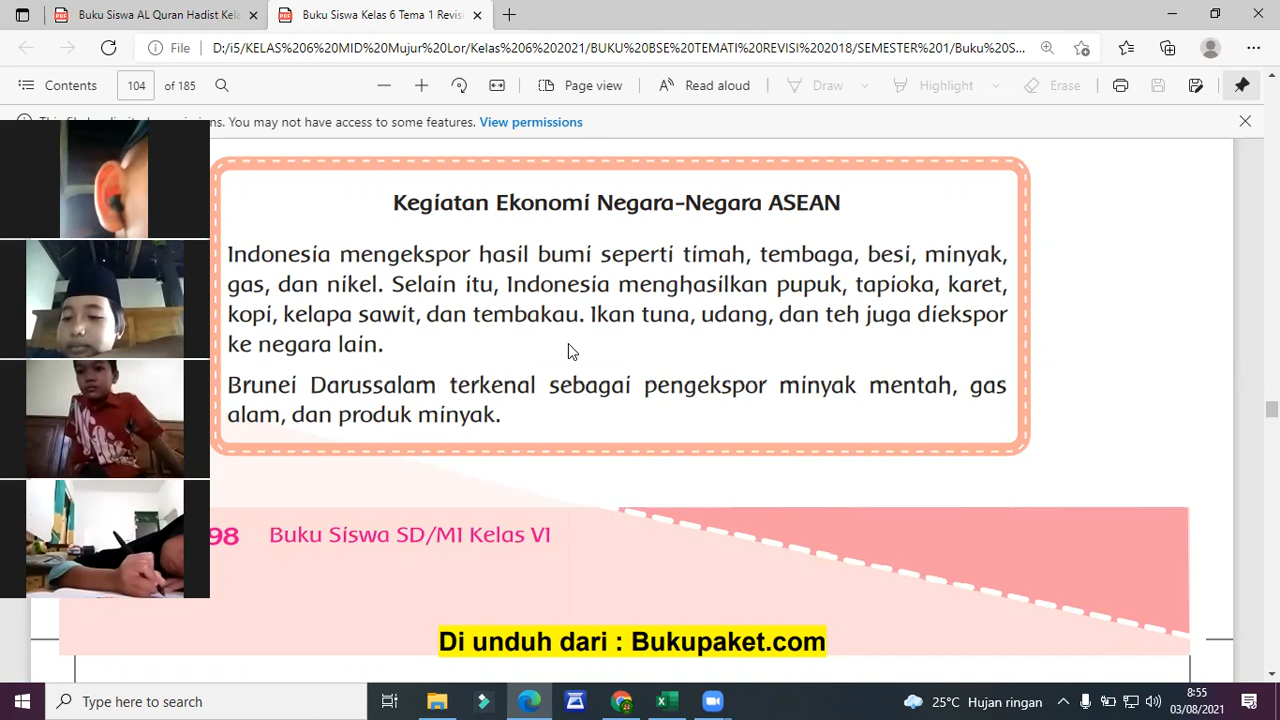 Buku Siswa AL Quran Hadist Kel
Buku Siswa Kelas 6 Tema 1 Revis
File
D:/i5/KELAS%206%20MID%20Mujur%20Lor/Kelas%206%202021/BUKU%20BSE%20TEMATI%20REVISI%202018/SEMESTER%201/Buku%20S...
Contents
104 of 185
Page view
Read aloud
Draw
Highlight
Erase
ns. You may not have access to some features. View permissions
Kegiatan Ekonomi Negara-Negara ASEAN
Indonesia mengekspor hasil bumi seperti timah, tembaga, besi, minyak,
gas, dan nikel. Selain itu, Indonesia menghasilkan pupuk, tapioka, karet,
kopi, kelapa sawit, dan tembakau. Ikan tuna, udang, dan teh juga diekspor
ke negara lain.
Brunei Darussalam terkenal sebagai pengekspor minyak mentah, gas
alam, dan produk minyak.
98 Buku Siswa SD/MI Kelas VI
Di unduh dari : Bukupaket.com
Type here to search
25°C Hujan ringan
8:55
03/08/2021